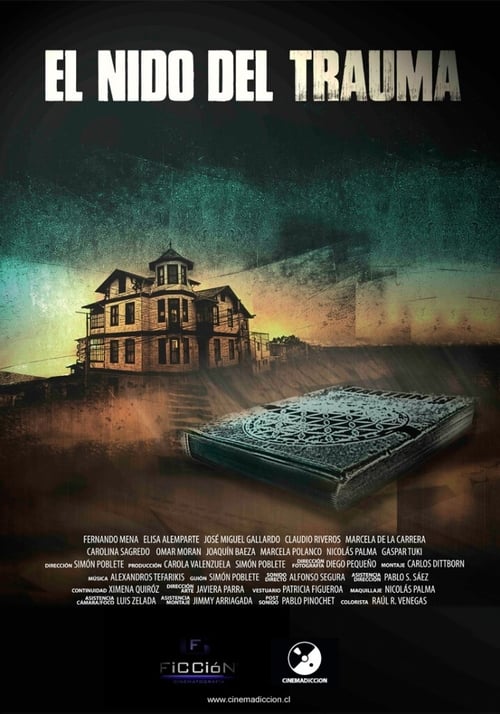 EL NIDO DEL TRAUMA
FERNANDO MENA ELISA ALEMPARTE JOSÉ MIGUEL GALLARDO CLAUDIO RIVEROS MARCELA DE LA CARRERA
CAROLINA SAGREDO OMAR MORAN JOAQUÍN BAEZA MARCELA POLANCO NICOLÁS PALMA GASPAR TUKI
DIRECCIÓN SIMÓN POBLETE PRODUCCIÓN CAROLA VALENZUELA SIMÓN POBLETE DIRECCIÓN FOTOGRAFÍA DIEGO PEQUEÑO MONTAJE CARLOS DITTBORN
MÚSICA ALEXANDROS TEFARIKIS GUIÓN SIMÓN POBLETE SONIDO DIRECTO ALFONSO SEGURA ASISTENCIA DIRECCIÓN PABLO S. SÁEZ
CONTINUIDAD XIMENA QUIRÓZ DIRECCIÓN ARTE JAVIERA PARRA VESTUARIO PATRICIA FIGUEROA MAQUILLAJE NICOLÁS PALMA
ASISTENCIA CAMARA/FOCO LUIS ZELADA ASISTENCIA MONTAJE JIMMY ARRIAGADA POST SONIDO PABLO PINOCHET COLORISTA RAÚL R. VENEGAS
F
FiCCióN
CINEMATOGRAFÍA
CINEMADICCION
www.cinemadiccion.cl